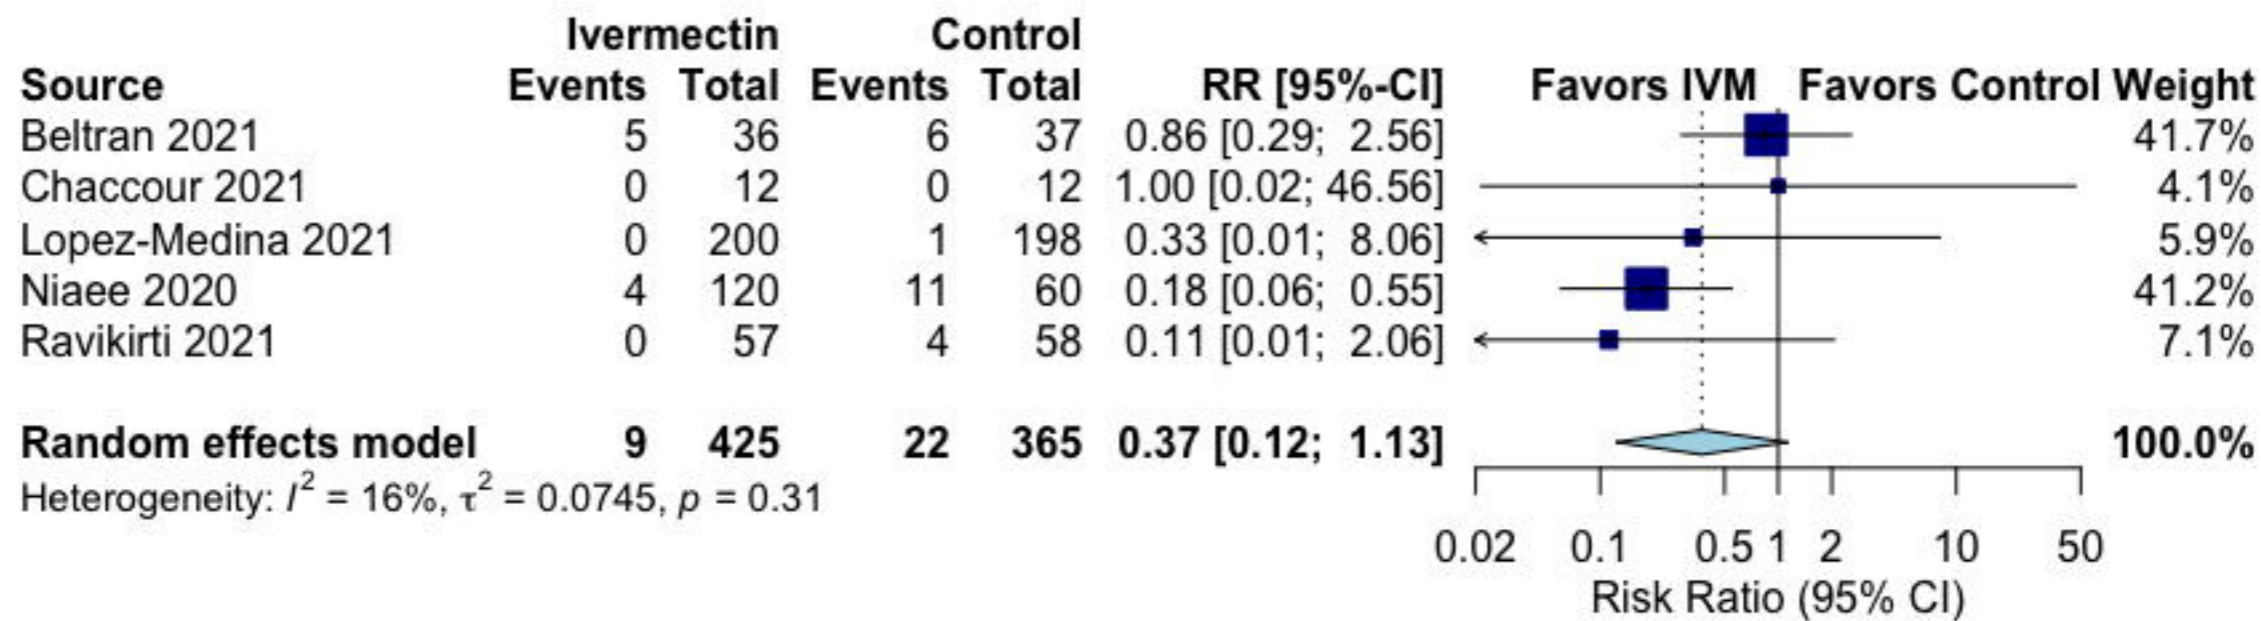 Ivermectin Control
Source Events Total Events Total RR [95%-CI] Favors IVM Favors Control Weight
Beltran 2021 5 36 6 37 0.86 [0.29; 2.56] 41.7%
Chaccour 2021 0 12 0 12 1.00 [0.02; 46.56] 4.1%
Lopez-Medina 2021 0 200 1 198 0.33 [0.01; 8.06] 5.9%
Niaee 2020 4 120 11 60 0.18 [0.06; 0.55] 41.2%
Ravikirti 2021 0 57 4 58 0.11 [0.01; 2.06] 7.1%
Random effects model 9 425 22 365 0.37 [0.12; 1.13] 100.0%
Heterogeneity: I² = 16%, τ² = 0.0745, p = 0.31
0.02 0.1 0.5 1 2 10 50
Risk Ratio (95% CI)